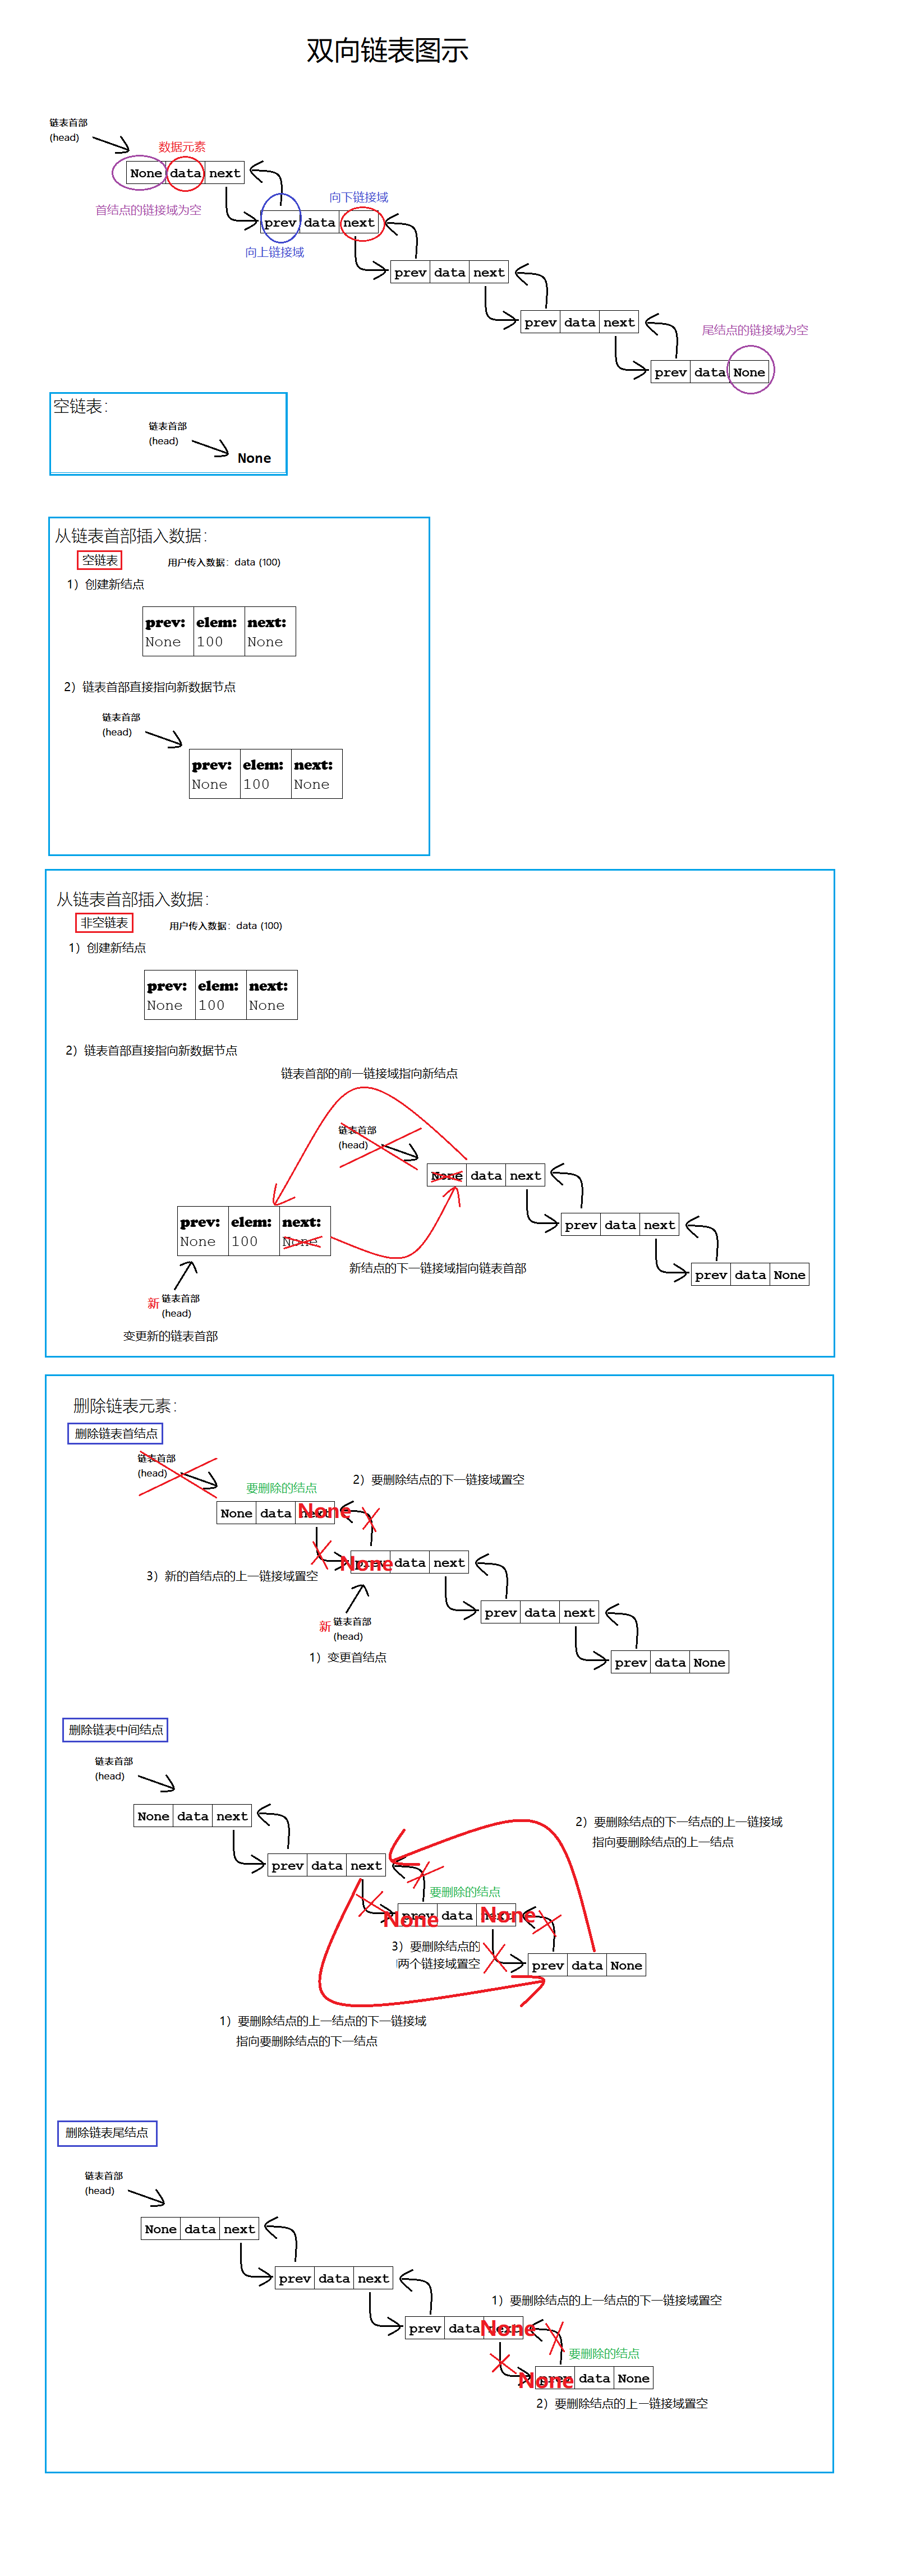 双向链表图示
链表首部
(head)
数据元素
None data next
首结点的链接域为空
向下链接域
prev data next
向上链接域
prev data next
prev data next
尾结点的链接域为空
prev data None
空链表:
链表首部
(head)
None
从链表首部插入数据:
空链表
用户传入数据: data (100)
1) 创建新结点
prev: elem: next:
None 100 None
2) 链表首部直接指向新数据节点
链表首部
(head)
prev: elem: next:
None 100 None
从链表首部插入数据:
非空链表
用户传入数据: data (100)
1) 创建新结点
prev: elem: next:
None 100 None
2) 链表首部直接指向新数据节点
链表首部的前一链接域指向新结点
链表首部
(head)
None data next
prev: elem: next:
None 100 None
prev data next
新结点的下一链接域指向链表首部
prev data None
新 链表首部
(head)
变更新的链表首部
删除链表元素:
删除链表首结点
链表首部
(head)
2) 要删除结点的下一链接域置空
要删除的结点
None data next None
None prev data next
3) 新的首结点的上一链接域置空
prev data next
新 链表首部
(head)
1) 变更首结点
prev data None
删除链表中间结点
链表首部
(head)
None data next
2) 要删除结点的下一结点的上一链接域
指向要删除结点的上一结点
prev data next
要删除的结点
prev data next
None None
3) 要删除结点的
两个链接域置空
prev data None
1) 要删除结点的上一结点的下一链接域
指向要删除结点的下一结点
删除链表尾结点
链表首部
(head)
None data next
prev data next
1) 要删除结点的上一结点的下一链接域置空
prev data next None
要删除的结点
None prev data None
2) 要删除结点的上一链接域置空